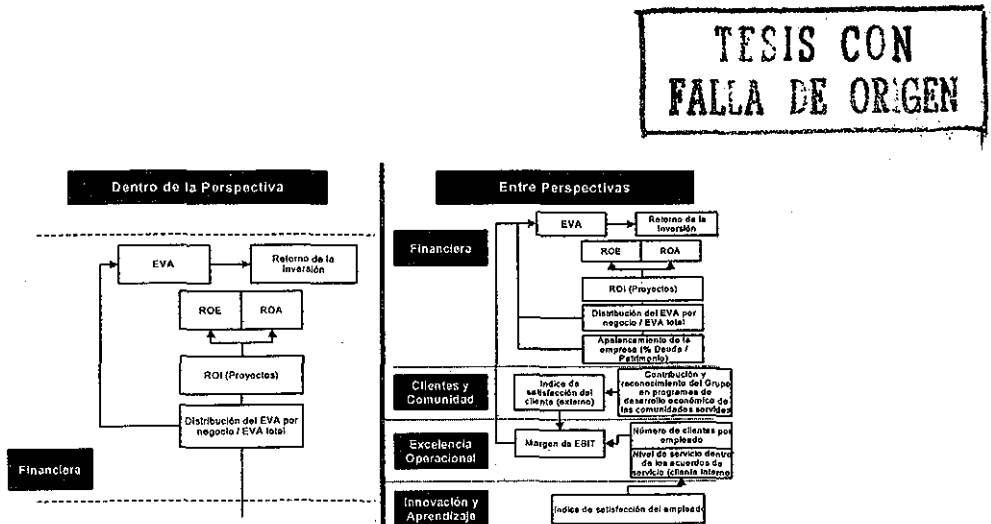 TESIS CON
FALLA DE ORIGEN
Dentro de la Perspectiva
EVA
Retorno de la
Inversión
ROE
ROA
ROI (Proyectos)
Distribución del EVA por
negocio / EVA total
Financiera
Entre Perspectivas
Financiera
EVA
Retorno de la
Inversión
ROE
ROA
ROI (Proyectos)
Distribución del EVA por
negocio / EVA total
Apalancamiento de la
empresa (% Deuda /
Patrimonio)
Clientes y
Comunidad
Indice de
satisfacción del
cliente (externo)
Contribución y
reconocimiento del Grupo
en programas de
desarrollo económico de
las comunidades servidas
Excelencia
Operacional
Margen de EBIT
Número de clientes por
empleado
Nivel de servicio dentro
de los acuerdos de
servicio (cliente interno
Innovación y
Aprendizaje
Indice de satisfacción del empleado